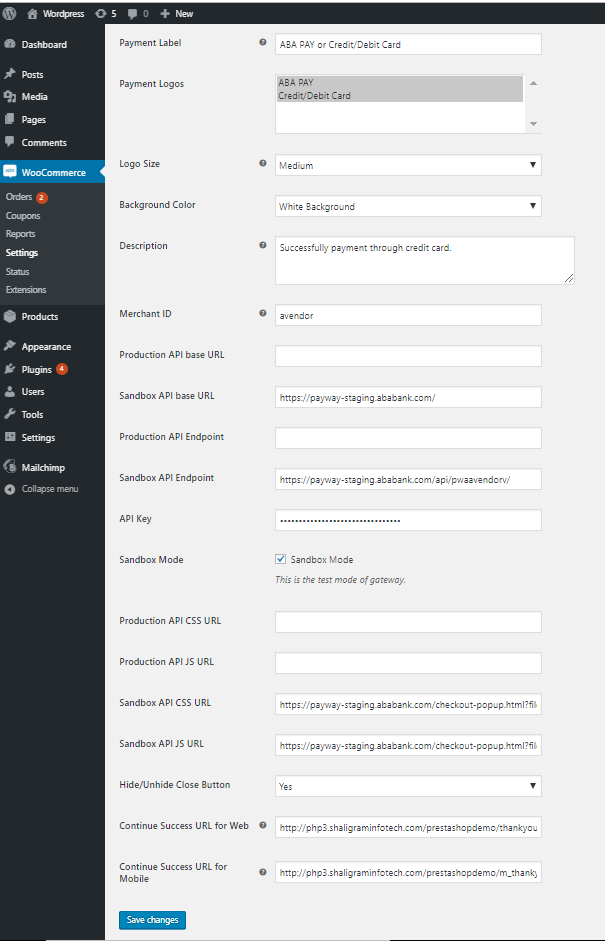 Wordpress 5 0 New
Dashboard
Posts
Media
Pages
Comments
WooCommerce
Orders 2
Coupons
Reports
Settings
Status
Extensions
Products
Appearance
Plugins 4
Users
Tools
Settings
Mailchimp
Collapse menu
Payment Label ABA PAY or Credit/Debit Card
Payment Logos ABA PAY
Credit/Debit Card
Logo Size Medium
Background Color White Background
Description Successfully payment through credit card.
Merchant ID avendor
Production API base URL
Sandbox API base URL https://payway-staging.ababank.com/
Production API Endpoint
Sandbox API Endpoint https://payway-staging.ababank.com/api/pwaavendorv/
API Key
Sandbox Mode Sandbox Mode
This is the test mode of gateway.
Production API CSS URL
Production API JS URL
Sandbox API CSS URL https://payway-staging.ababank.com/checkout-popup.html?fil
Sandbox API JS URL https://payway-staging.ababank.com/checkout-popup.html?fil
Hide/Unhide Close Button Yes
Continue Success URL for Web http://php3.shaligraminfotech.com/prestashopdemo/thankyou
Continue Success URL for
Mobile http://php3.shaligraminfotech.com/prestashopdemo/m_thanky
Save changes